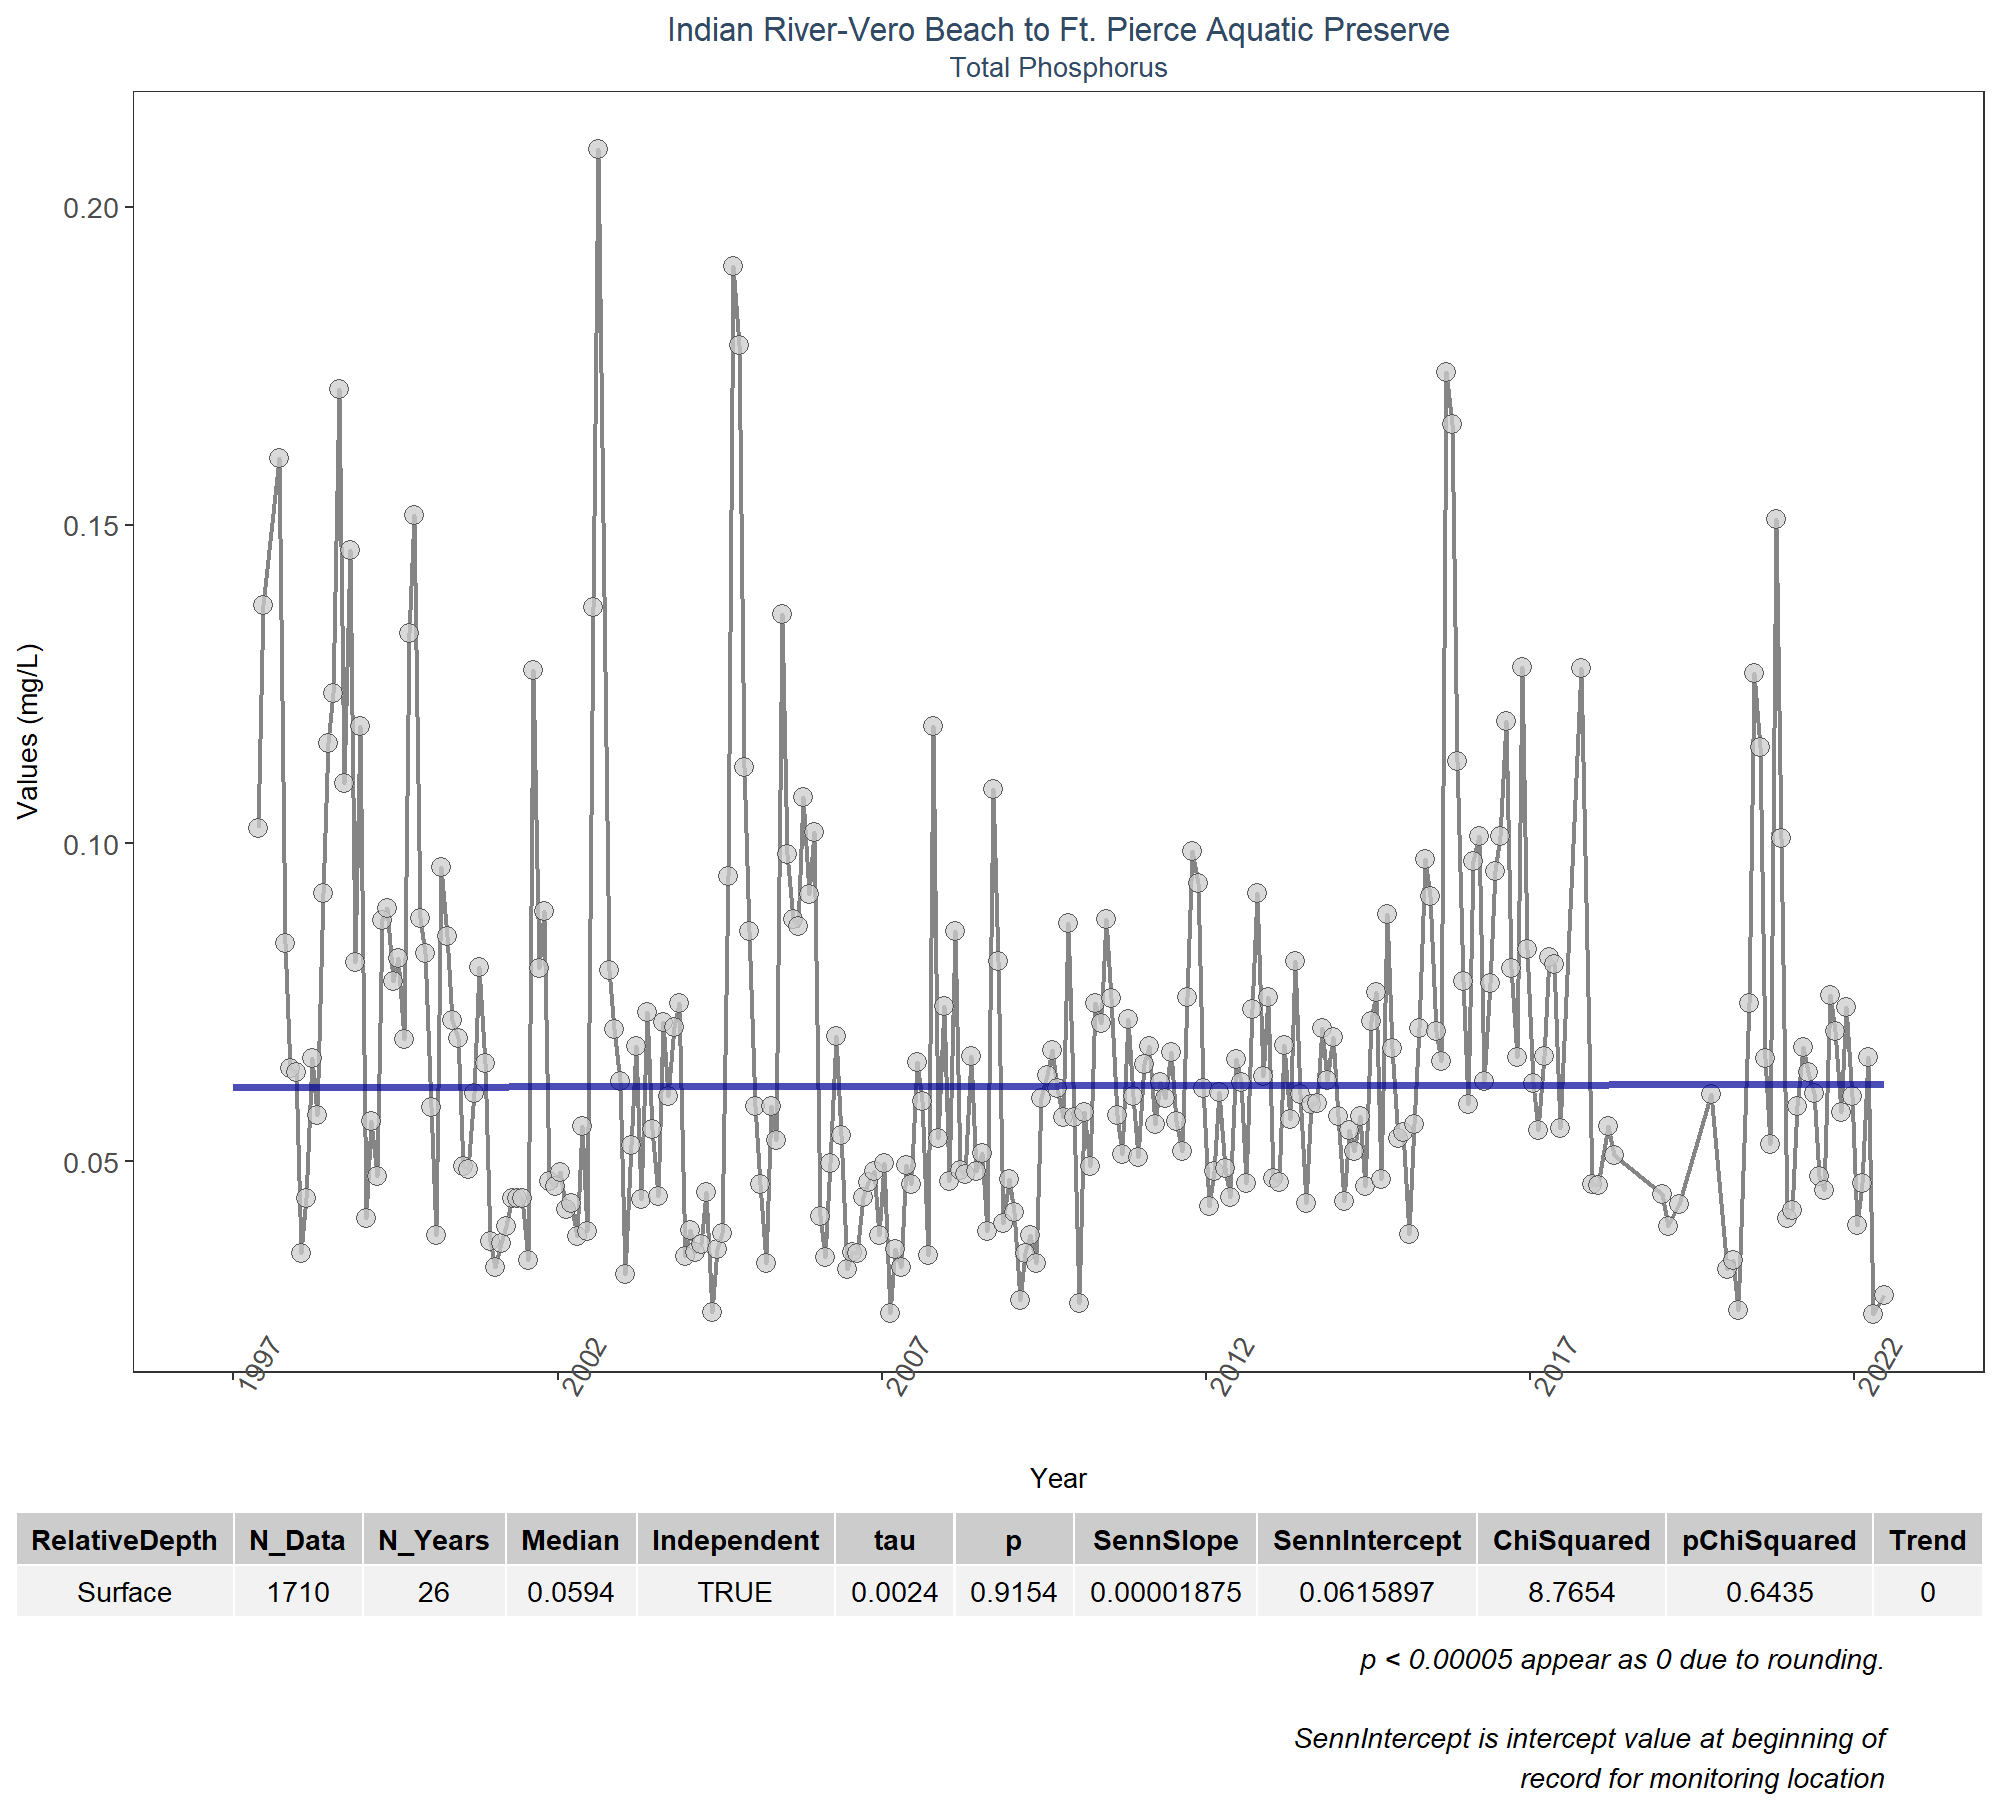 Indian River-Vero Beach to Ft. Pierce Aquatic Preserve
Total Phosphorus
Values (mg/L)
0.20
0.15
0.10
0.05
1997 2002 2007 2012 2017 2022
Year
RelativeDepth N_Data N_Years Median Independent tau p SennSlope SennIntercept ChiSquared pChiSquared Trend
Surface 1710 26 0.0594 TRUE 0.0024 0.9154 0.00001875 0.0615897 8.7654 0.6435 0
p < 0.00005 appear as 0 due to rounding.
SennIntercept is intercept value at beginning of
record for monitoring location